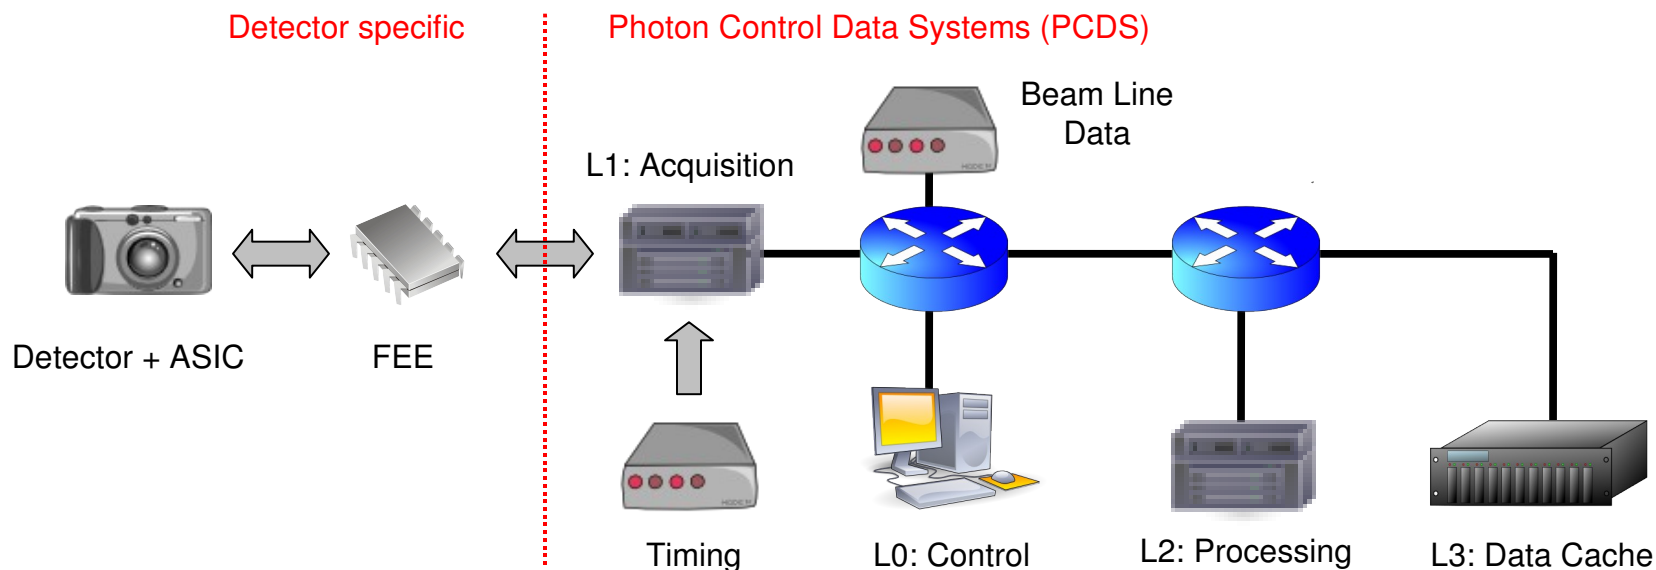 Detector specific
Photon Control Data Systems (PCDS)
Beam Line
Data
L1: Acquisition
Detector + ASIC
FEE
Timing
L0: Control
L2: Processing
L3: Data Cache